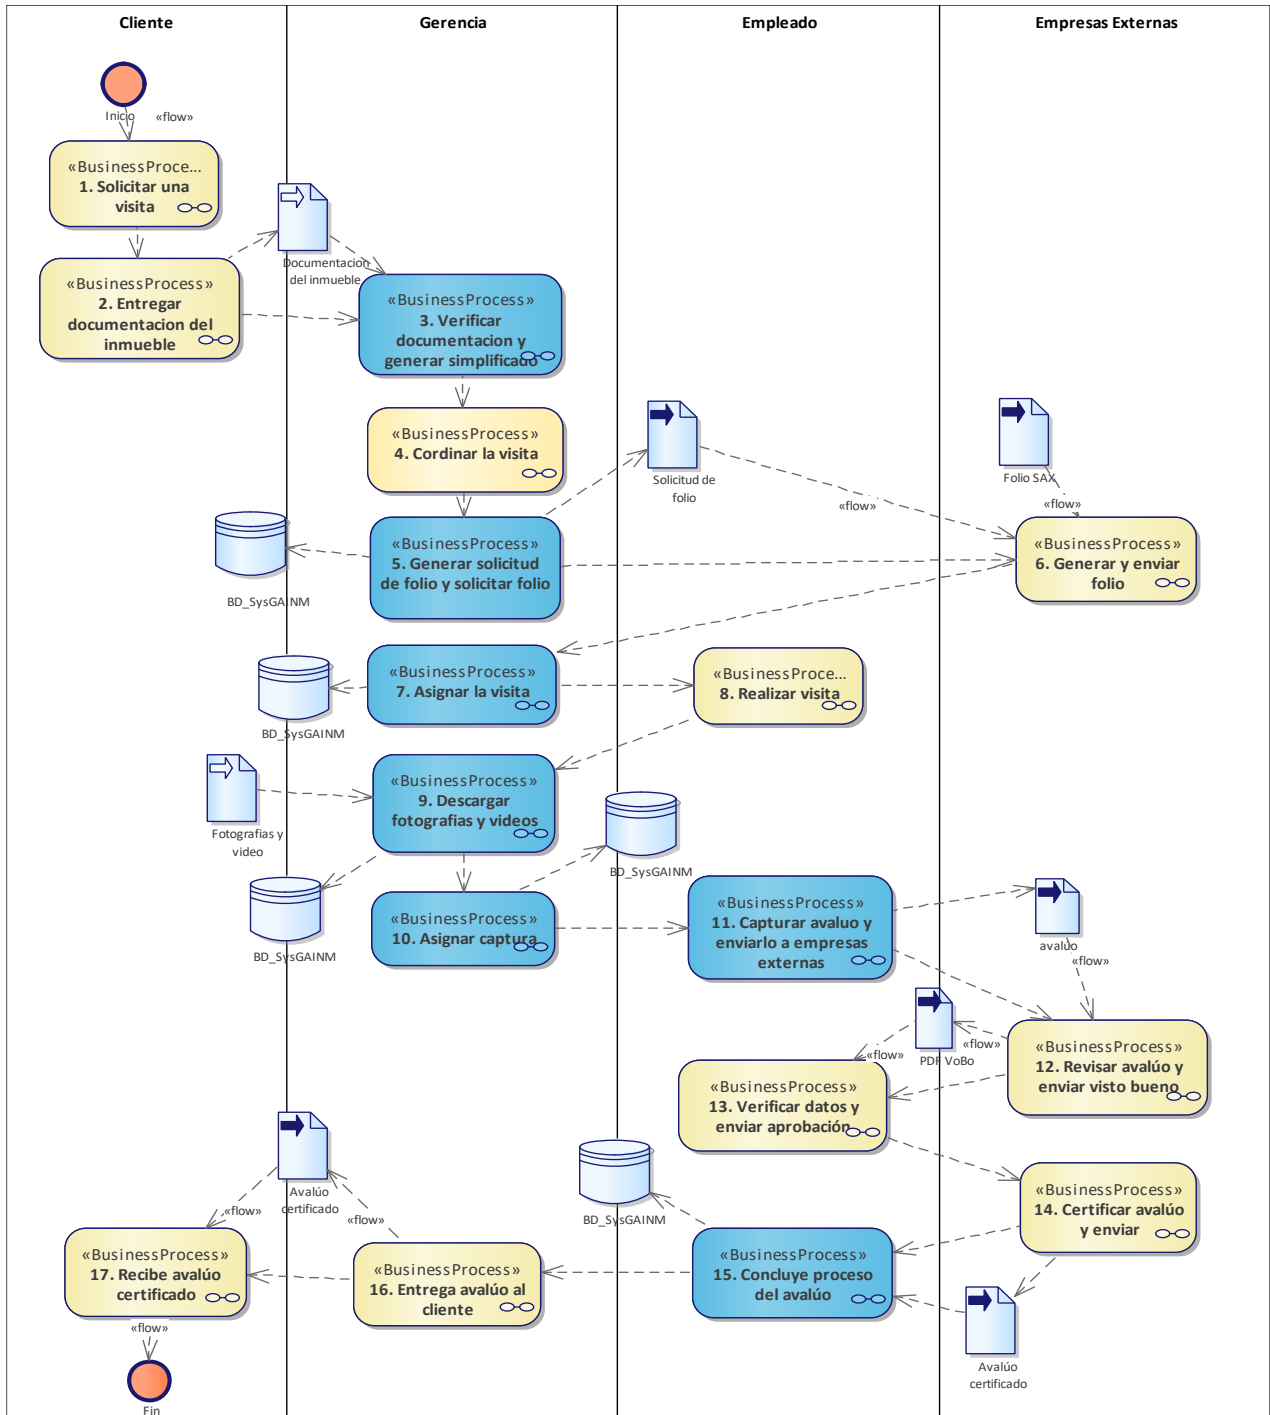 Cliente
Gerencia
Empleado
Empresas Externas
Inicio
«flow»
«BusinessProce...
1. Solicitar una
visita
Documentacion
del inmueble
«BusinessProcess»
2. Entregar
documentacion del
inmueble
«BusinessProcess»
3. Verificar
documentacion y
generar simplificado
«BusinessProcess»
4. Cordinar la visita
Solicitud de
folio
Folio SAX
«flow»
«flow»
BD_SysGAINM
«BusinessProcess»
5. Generar solicitud
de folio y solicitar folio
«BusinessProcess»
6. Generar y enviar
folio
BD_SysGAINM
«BusinessProcess»
7. Asignar la visita
«BusinessProce...
8. Realizar visita
Fotografias y
video
«BusinessProcess»
9. Descargar
fotografias y videos
BD_SysGAINM
BD_SysGAINM
«BusinessProcess»
10. Asignar captura
«BusinessProcess»
11. Capturar avaluo y
enviarlo a empresas
externas
avalúo
«flow»
PDF VoBo
«flow»
«flow»
«BusinessProcess»
12. Revisar avalúo y
enviar visto bueno
«BusinessProcess»
13. Verificar datos y
enviar aprobación
Avalúo
certificado
«flow»
«flow»
BD_SysGAINM
«BusinessProcess»
14. Certificar avalúo
y enviar
«BusinessProcess»
17. Recibe avalúo
certificado
«BusinessProcess»
16. Entrega avalúo al
cliente
«BusinessProcess»
15. Concluye proceso
del avalúo
Avalúo
certificado
«flow»
Fin